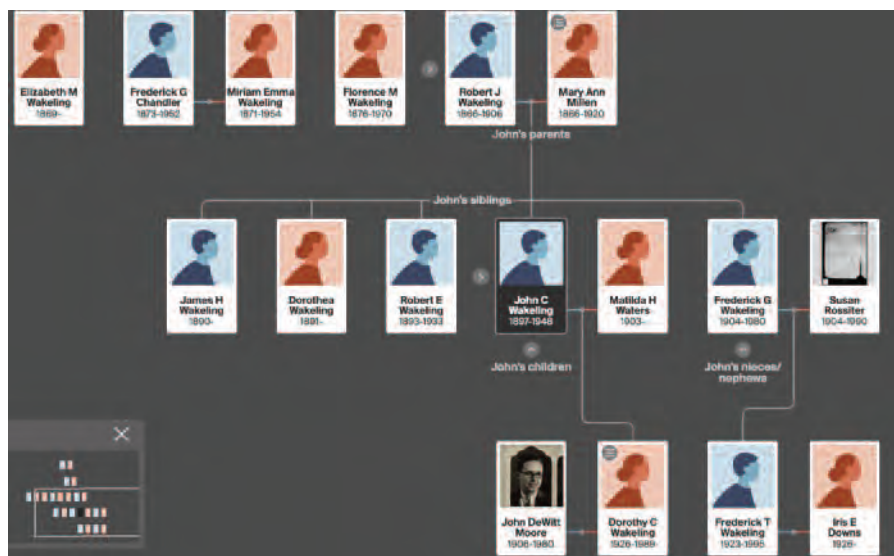 Elizabeth M
Wakeling
1869-
Frederick G
Chandler
1873-1952
Miriam Emma
Wakeling
1871-1954
Florence M
Wakeling
1876-1970
Robert J
Wakeling
1866-1906
Mary Ann
Millen
1866-1920
John's parents
John's siblings
James H
Wakeling
1890-
Dorothea
Wakeling
1891-
Robert E
Wakeling
1893-1933
John C
Wakeling
1897-1948
Matilda H
Waters
1903-
Frederick G
Wakeling
1904-1980
Susan
Rossiter
1904-1990
John's children
John's nieces/
nephews
John DeWitt
Moore
1906-1980
Dorothy C
Wakeling
1926-1989
Frederick T
Wakeling
1923-1995
Iris E
Downs
1926-